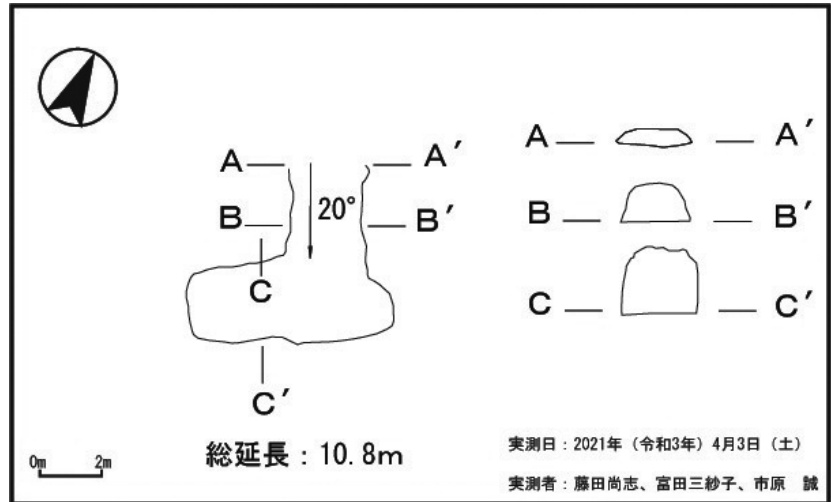 A A′
20°
B B′
C
C′
A A′
B B′
C C′
0m 2m
総延長：10.8m
実測日：2021年（令和3年）4月3日（土）
実測者：藤田尚志、富田三紗子、市原　誠